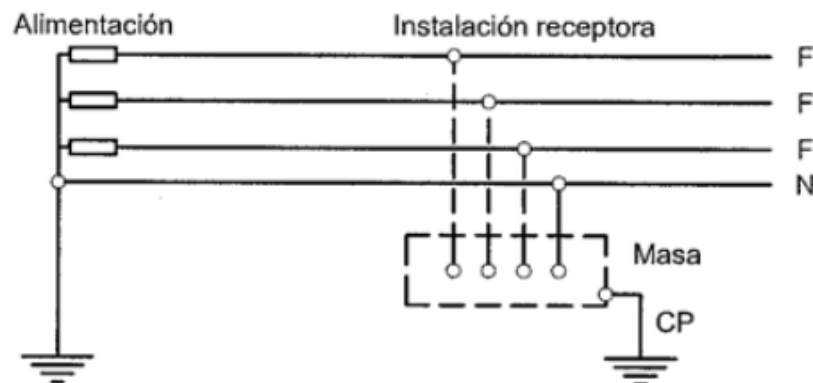 Alimentación
Instalación receptora
F
F
F
N
Masa
CP